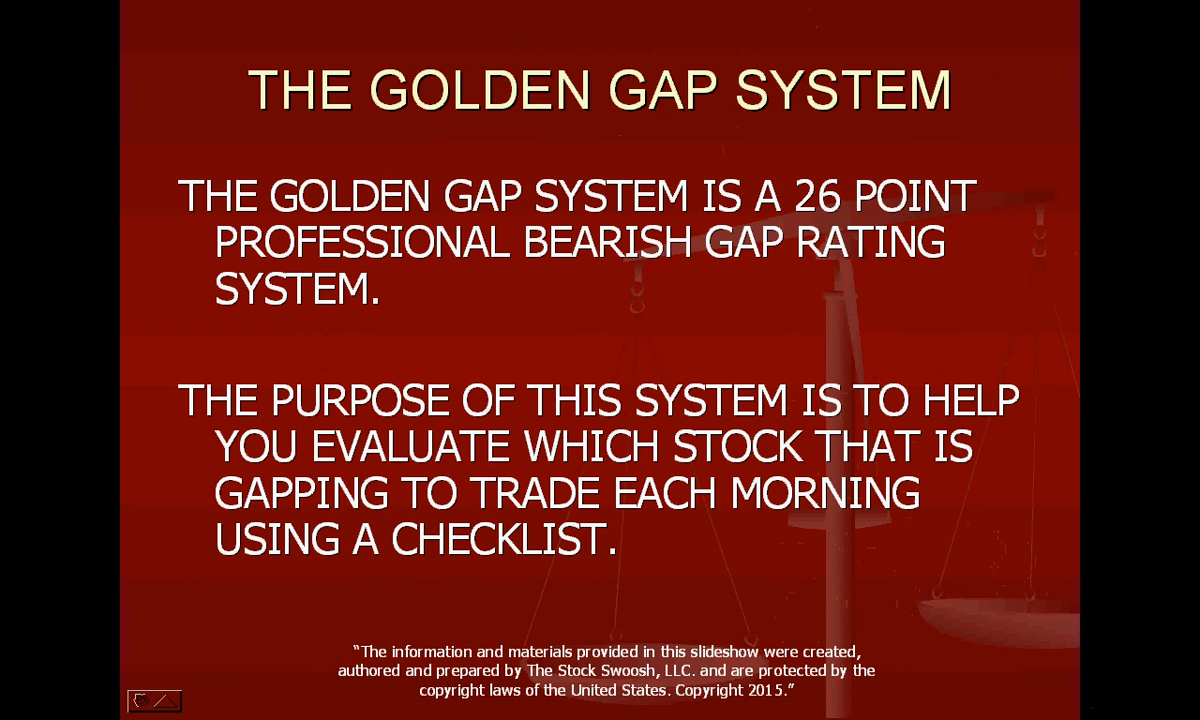 THE GOLDEN GAP SYSTEM
THE GOLDEN GAP SYSTEM IS A 26 POINT
PROFESSIONAL BEARISH GAP RATING
SYSTEM.
THE PURPOSE OF THIS SYSTEM IS TO HELP
YOU EVALUATE WHICH STOCK THAT IS
GAPPING TO TRADE EACH MORNING
USING A CHECKLIST.
“The information and materials provided in this slideshow were created,
authored and prepared by The Stock Swoosh, LLC. and are protected by the
copyright laws of the United States. Copyright 2015.”